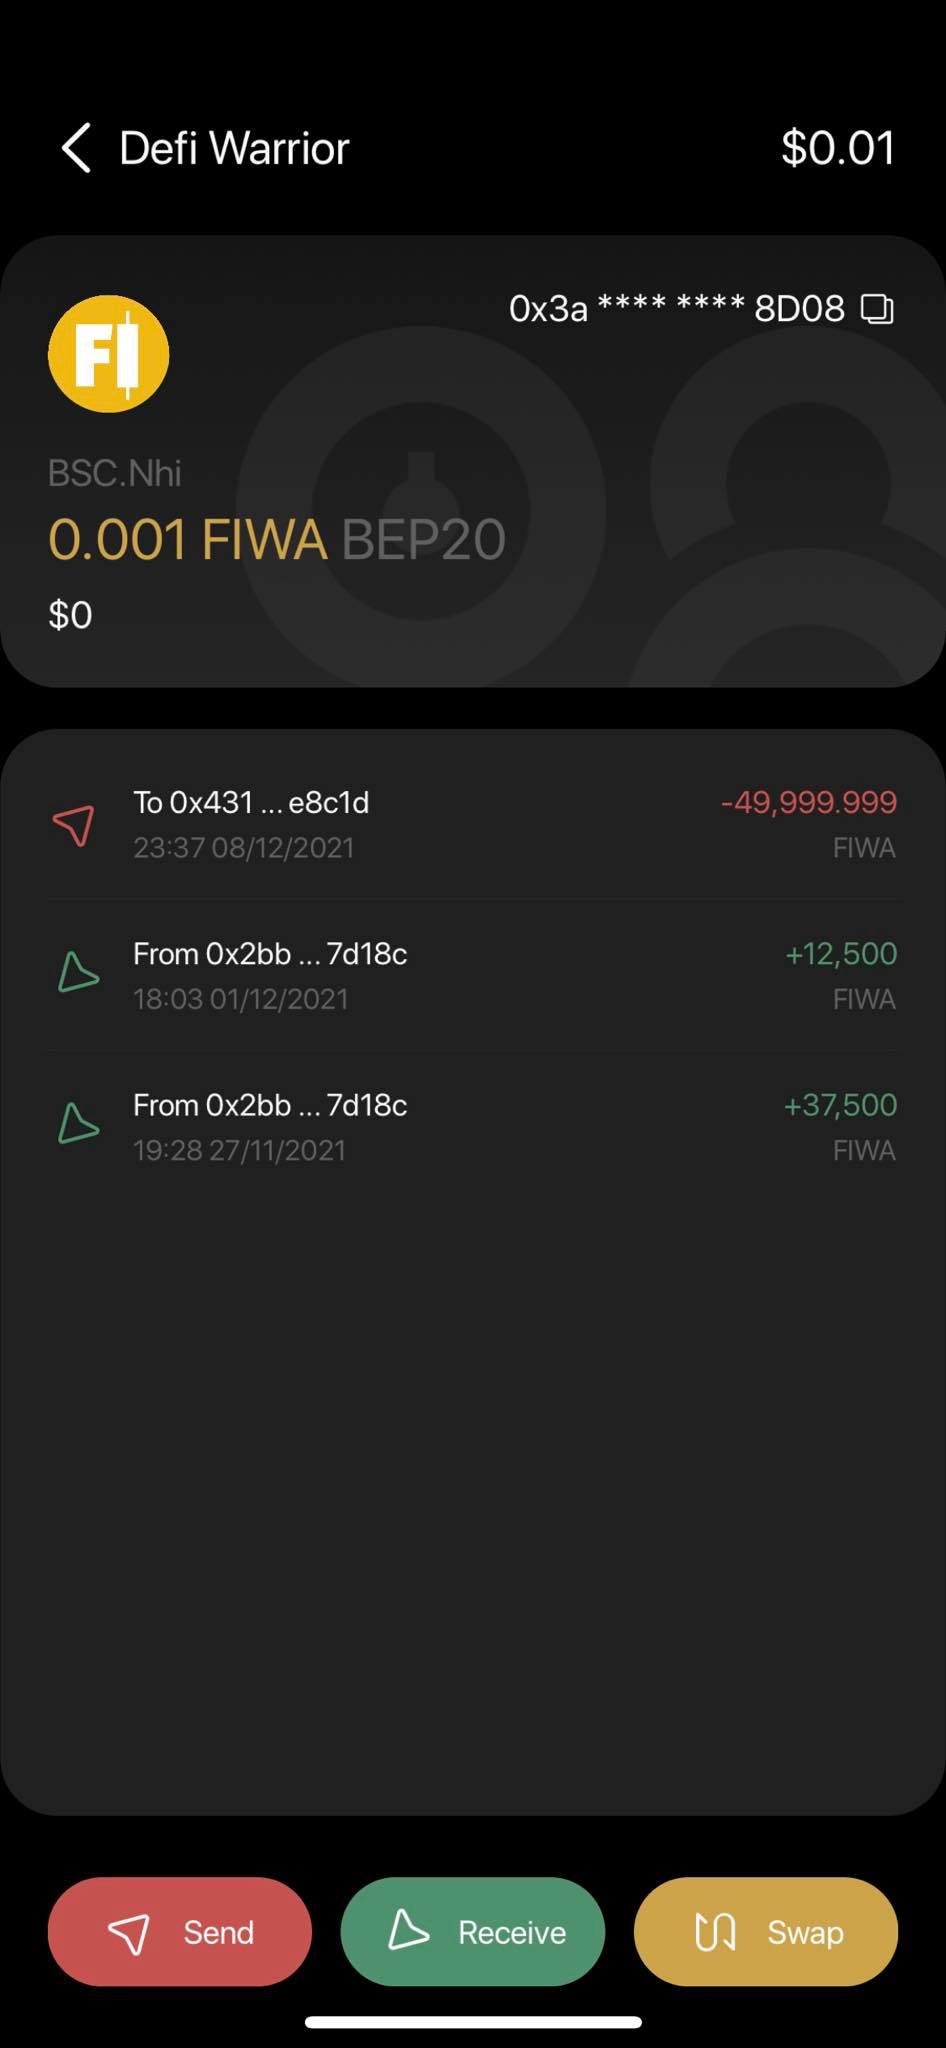 Defi Warrior
$0.01
0x3a **** **** 8D08
FI
BSC.Nhi
0.001 FIWA BEP20
$0
To 0x431 ... e8c1d
-49,999.999
23:37 08/12/2021
FIWA
From 0x2bb ... 7d18c
+12,500
18:03 01/12/2021
FIWA
From 0x2bb ... 7d18c
+37,500
19:28 27/11/2021
FIWA
Send
Receive
Swap